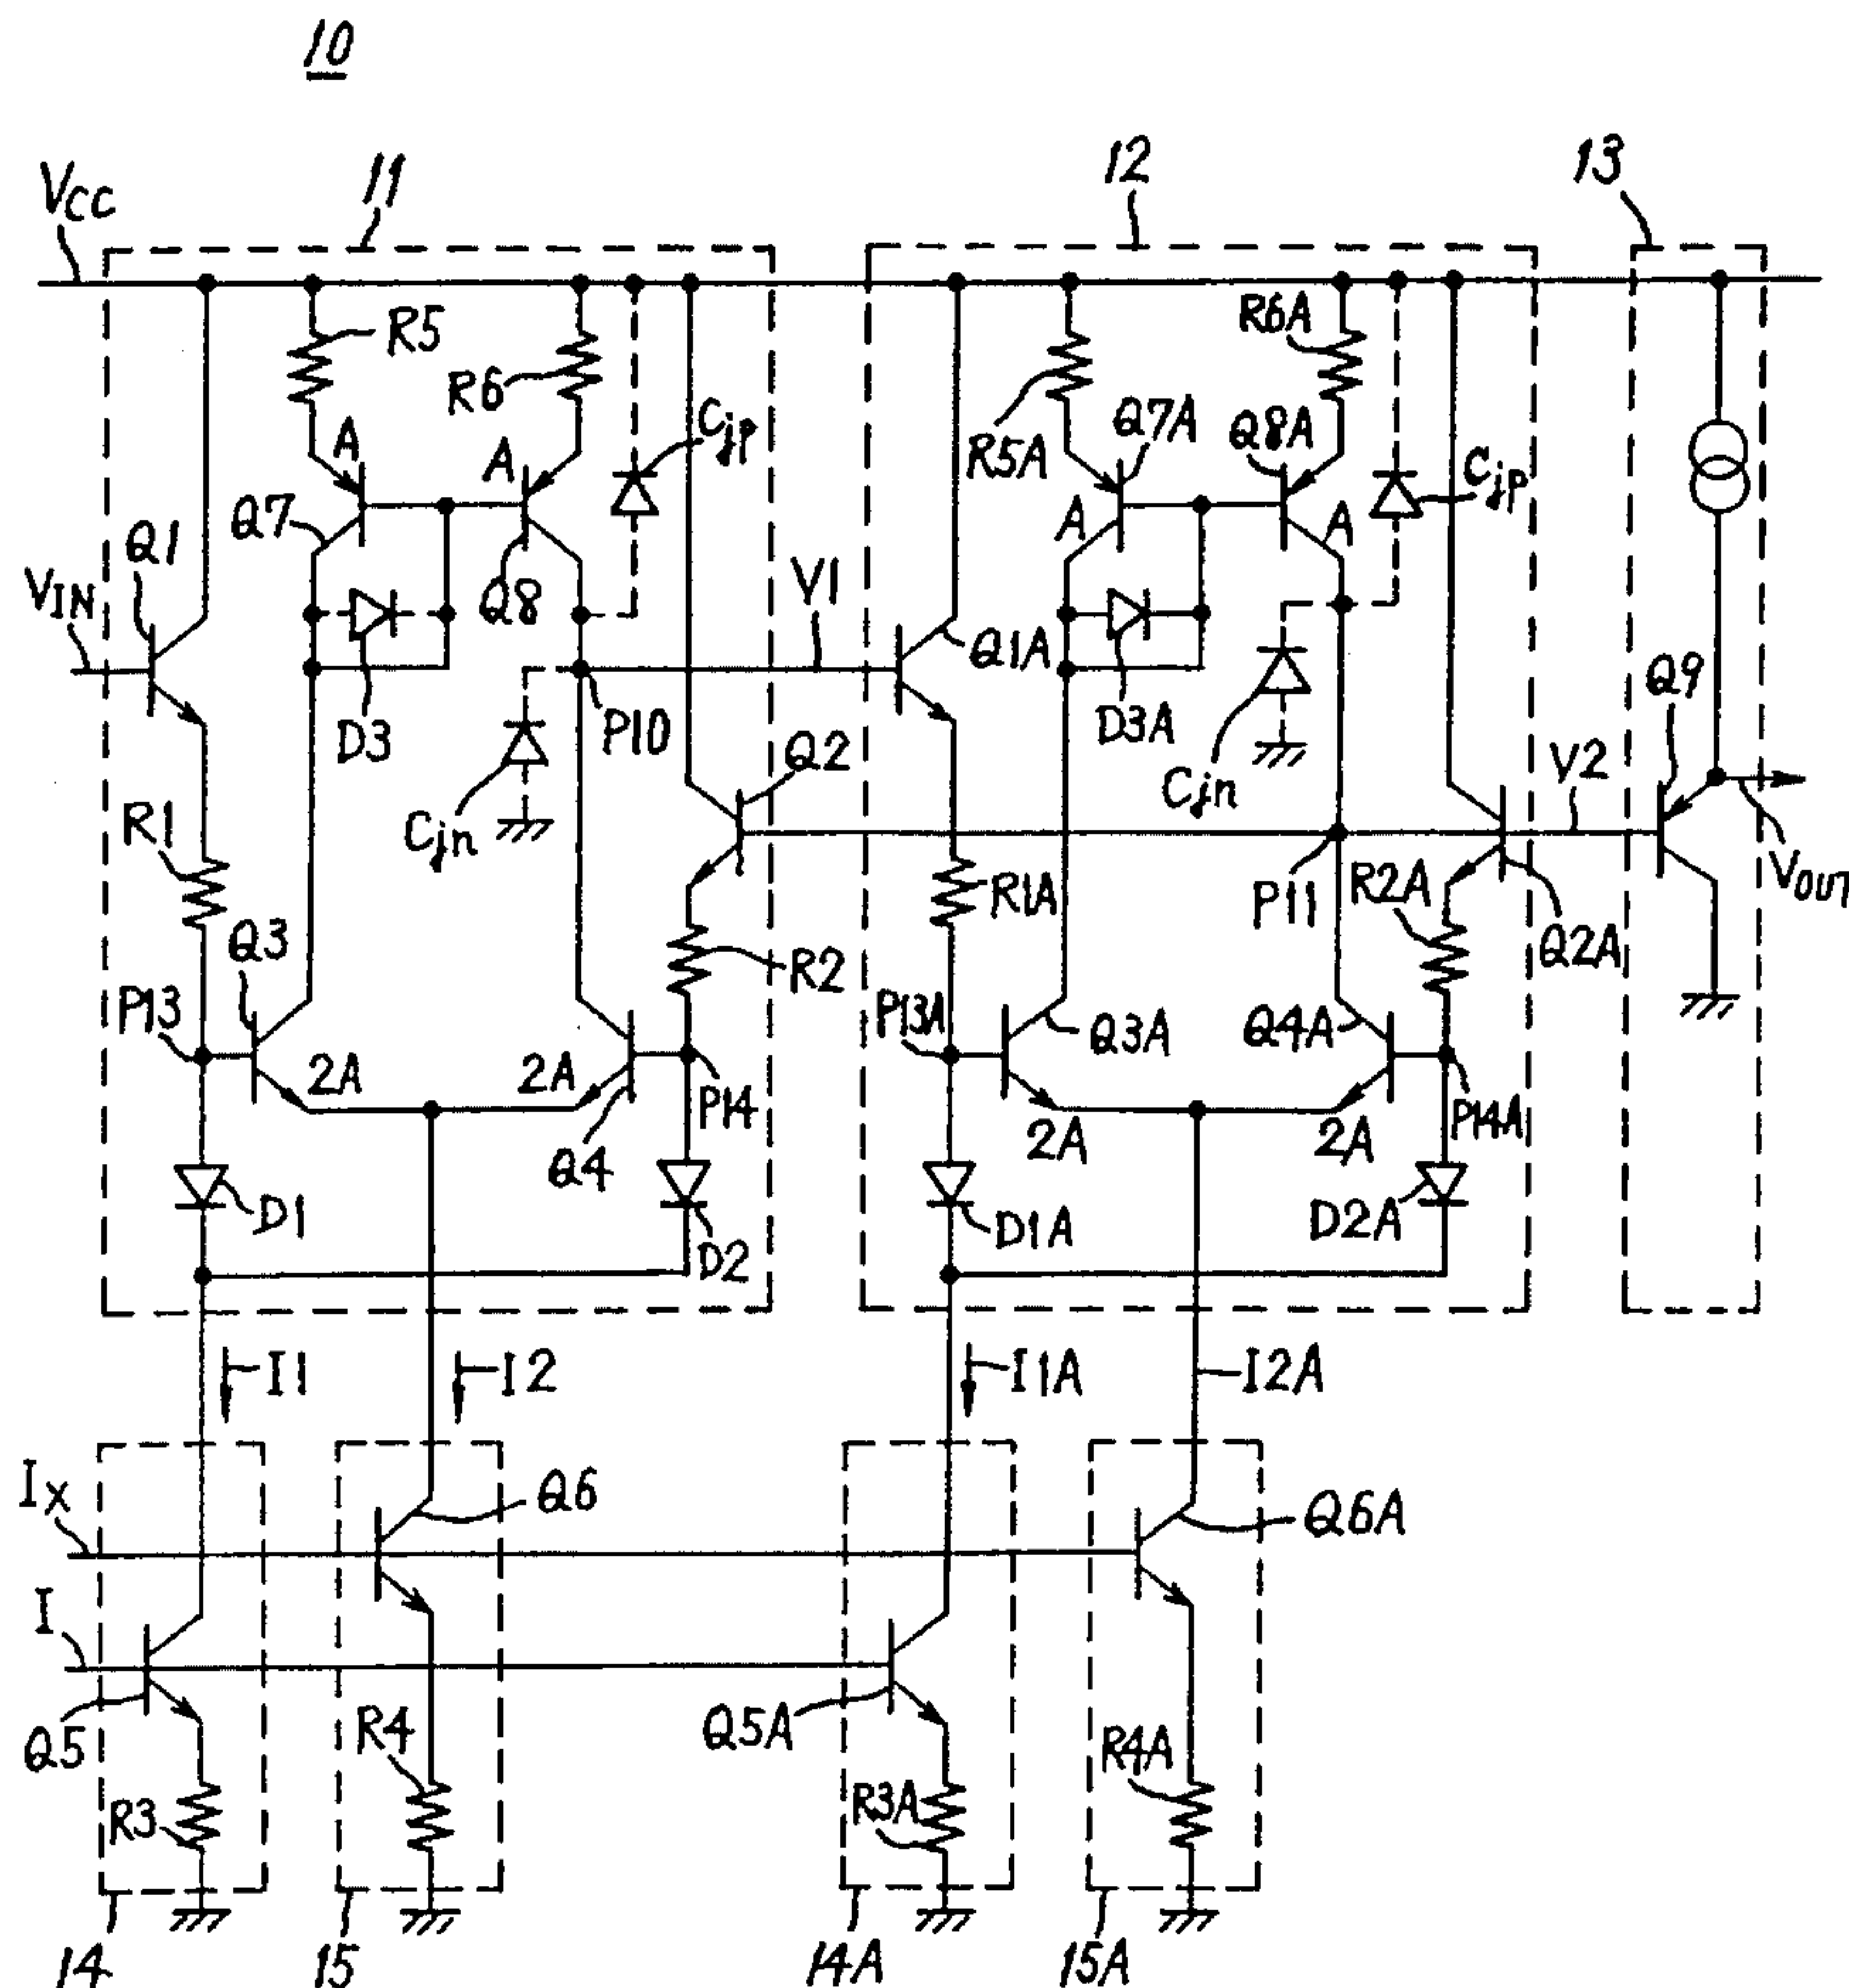 10
11
12
13
VCC
R5
R6
R6A
A
A
Cjp
Q7A
Q8A
R5A
Cjp
Q7
Q1
A
A
VIN
Q8
V1
Q1A
Q9
D3
P10
D3A
Cjn
V2
Q2
R1
Cjn
R1A
P11
R2A
VOUT
Q3
R2
Q2A
P13
P13A
Q3A
Q4A
2A
2A
P14
P14A
2A
2A
Q4
D1
D1A
D2A
D2
I1
I2
I1A
I2A
IX
Q6
Q6A
I
Q5
R4
Q5A
R4A
R3
R3A
14
15
14A
15A